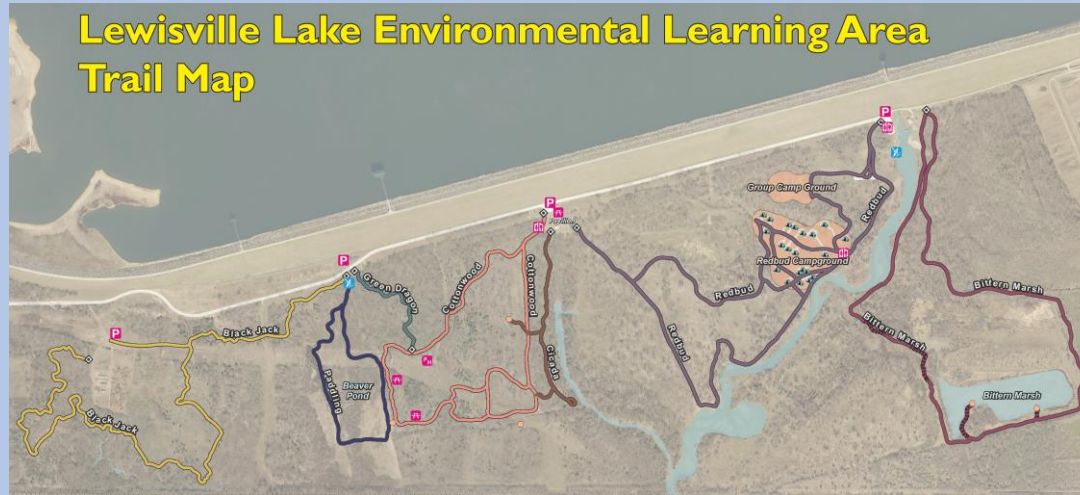 Lewisville Lake Environmental Learning Area
Trail Map
P
P
Group Camp Ground
Redbud
P
Redbud Campground
Green Dragon
Cottonwood
Cottonwood
Redbud
Bittern Marsh
P
Black Jack
P
Redbud
Bittern Marsh
Cicada
Paddling
Beaver
Pond
Bittern Marsh
Black Jack